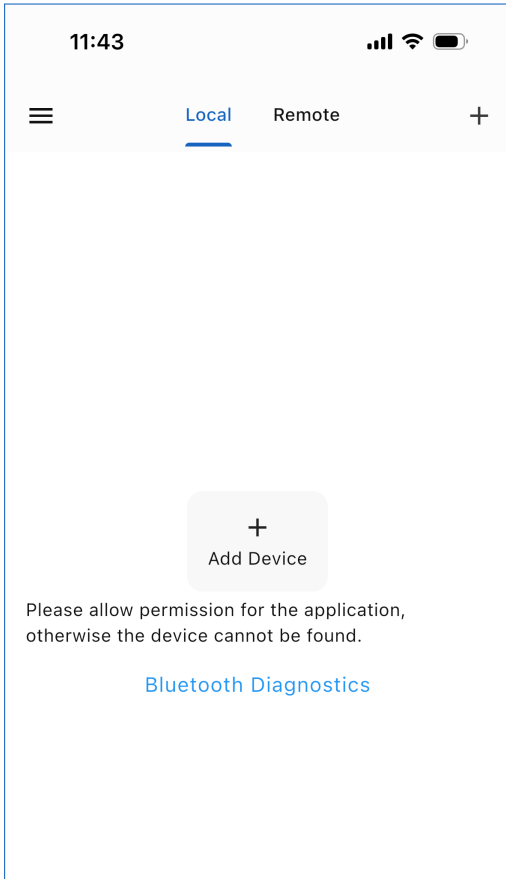 11:43
Local Remote
Add Device
Please allow permission for the application,
otherwise the device cannot be found.
Bluetooth Diagnostics